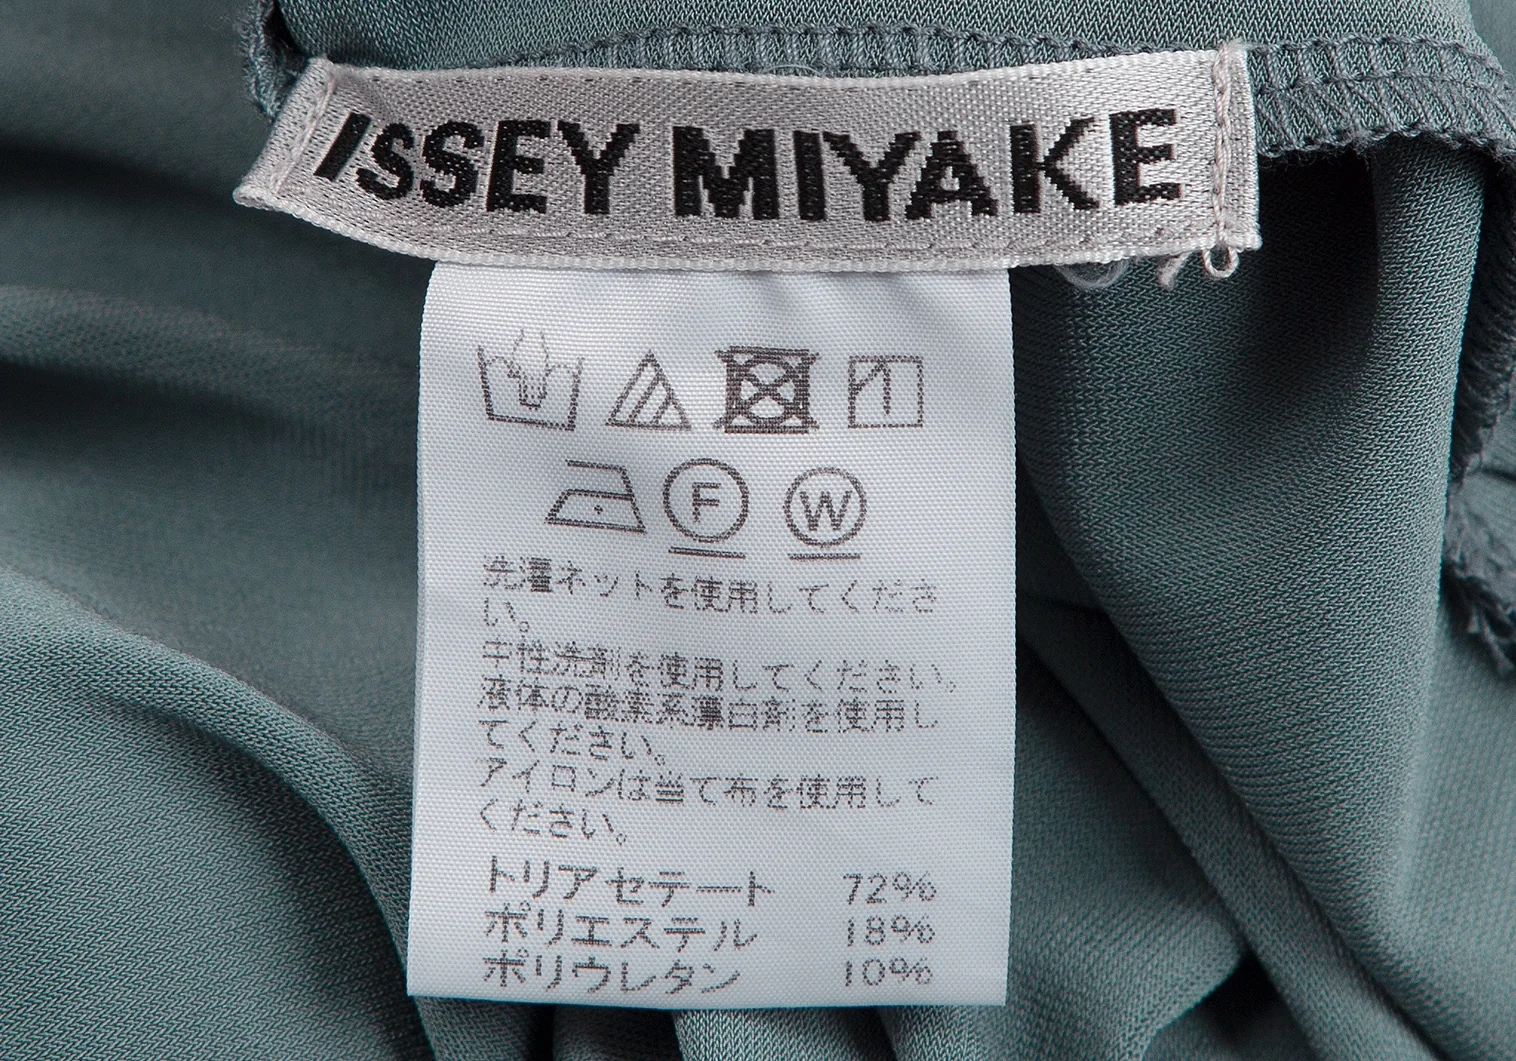 ISSEY MIYAKE
F W
洗濯ネットを使用してくださ
い。
中性洗剤を使用してください。
液体の酸素系漂白剤を使用し
てください。
アイロンは当て布を使用して
ください。
トリアセテート 72%
ポリエステル 18%
ポリウレタン 10%